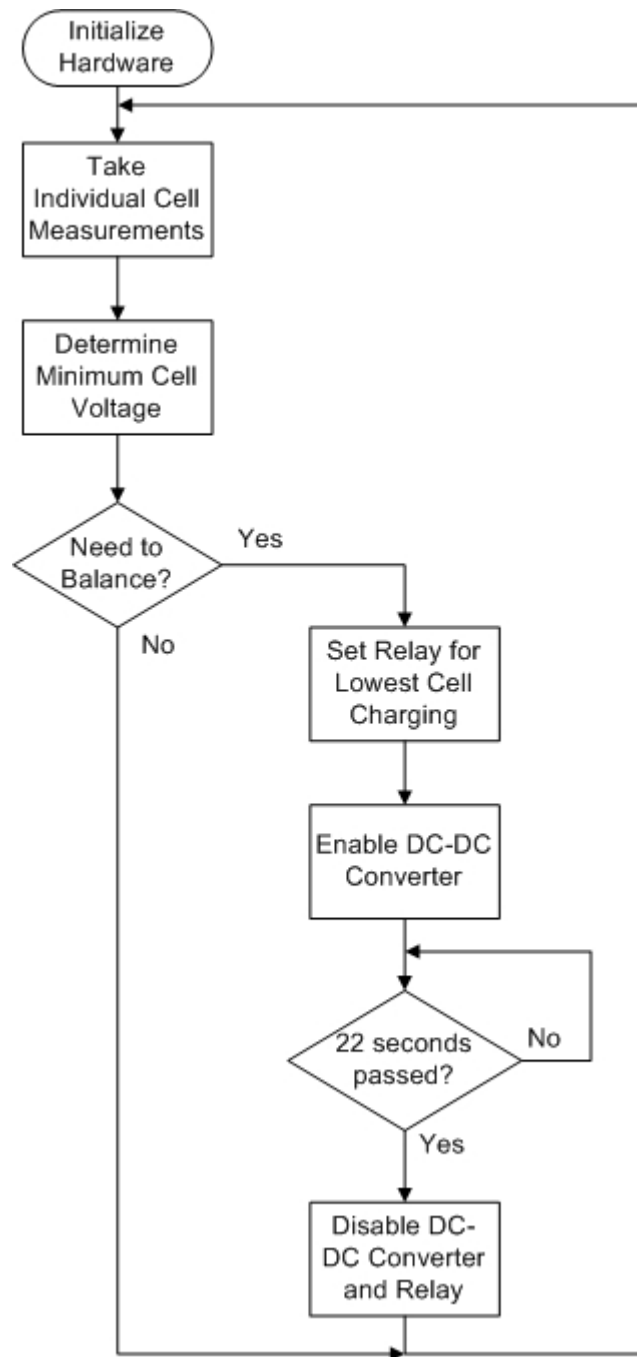 Initialize
Hardware
Take
Individual Cell
Measurements
Determine
Minimum Cell
Voltage
Need to
Balance?
Yes
No
Set Relay for
Lowest Cell
Charging
Enable DC-DC
Converter
22 seconds
passed?
No
Yes
Disable DC-
DC Converter
and Relay